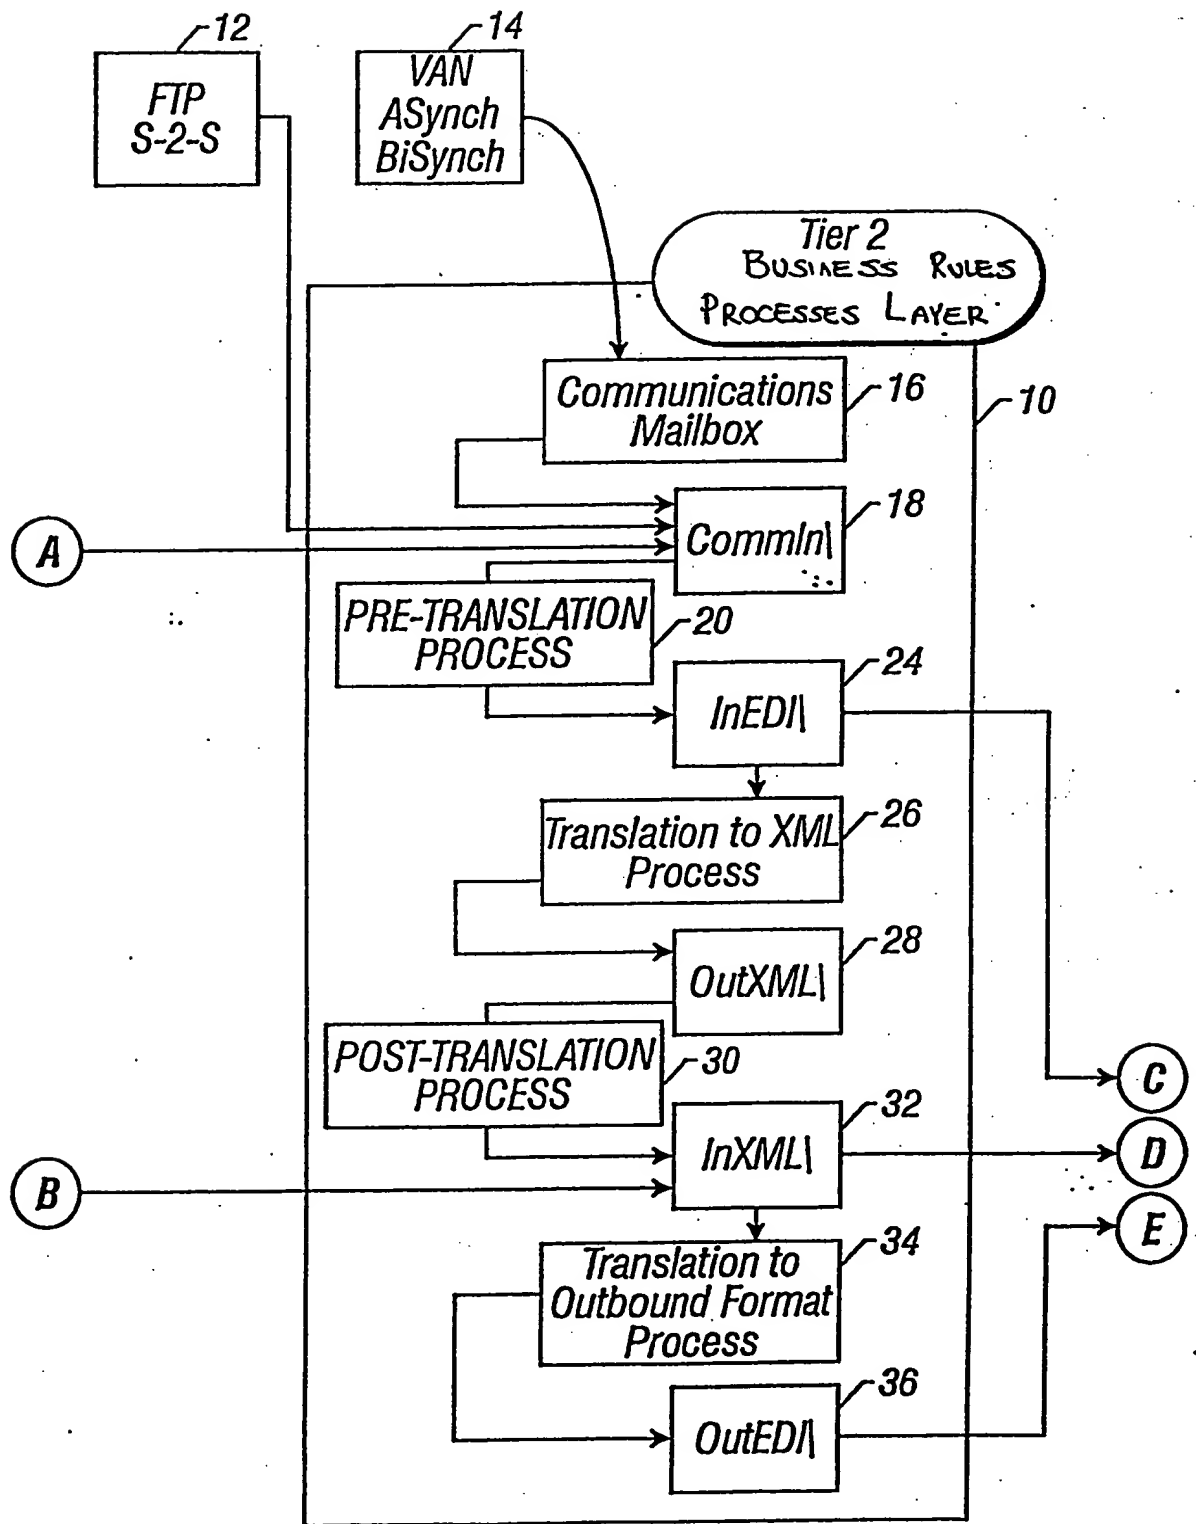 12
14
FTP
S-2-S
VAN
ASynch
BiSynch
Tier 2
BUSINESS RULES
PROCESSES LAYER
Communications
Mailbox
16
10
CommIn\
18
A
PRE-TRANSLATION
PROCESS
20
InEDI\
24
Translation to XML
Process
26
OutXML\
28
POST-TRANSLATION
PROCESS
30
C
InXML\
32
D
B
E
Translation to
Outbound Format
Process
34
OutEDI\
36